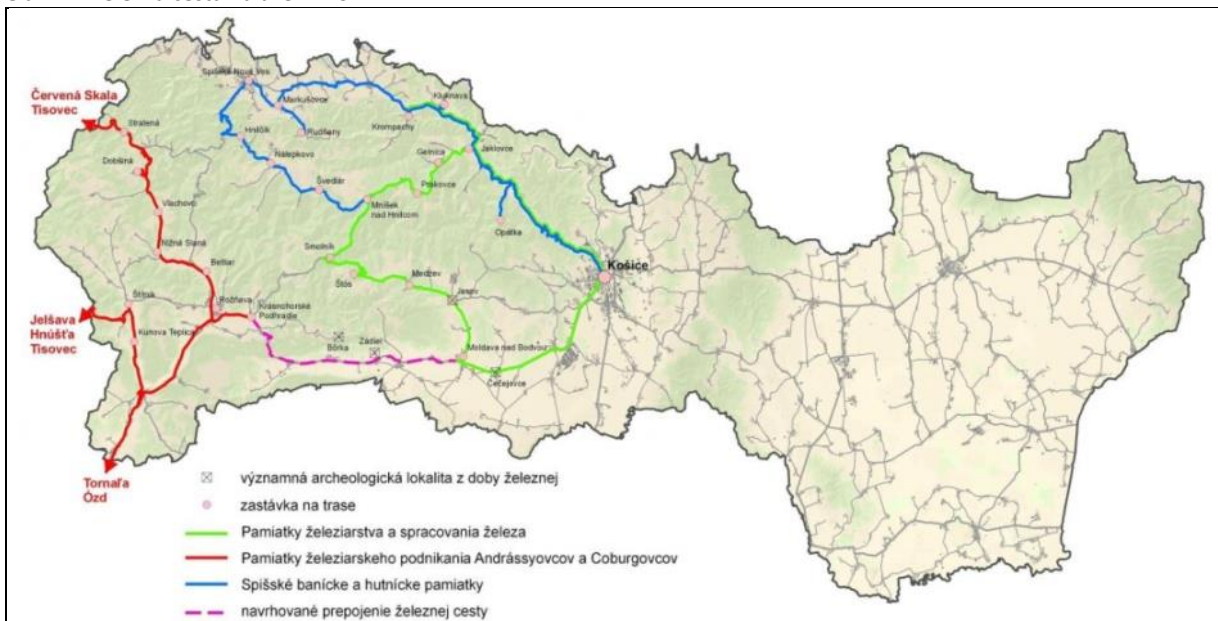 Červená Skala
Tisovec
Stratená
Dobšiná
Vlachovo
Nižná Slaná
Betliar
Rožňava
Krásnohorské
Podhradie
Štítnik
Jelšava
Hnúšťa
Tisovec
Kunova Teplica
Tornaľa
Ózd
Spišská Nová Ves
Markušovce
Rudňany
Hnilčík
Nálepkovo
Švedlár
Mníšek
nad Hnilcom
Krompachy
Kluknava
Gelnica
Jaklovce
Prakovce
Opátka
Smolník
Štós
Medzev
Jasov
Košice
Moldava nad Bodvou
Čečejovce
Bôrka
Zádiel
významná archeologická lokalita z doby železnej
zastávka na trase
Pamiatky železiarstva a spracovania železa
Pamiatky železiarskeho podnikania Andrássyovcov a Coburgovcov
Spišské banícke a hutnícke pamiatky
navrhované prepojenie železnej cesty